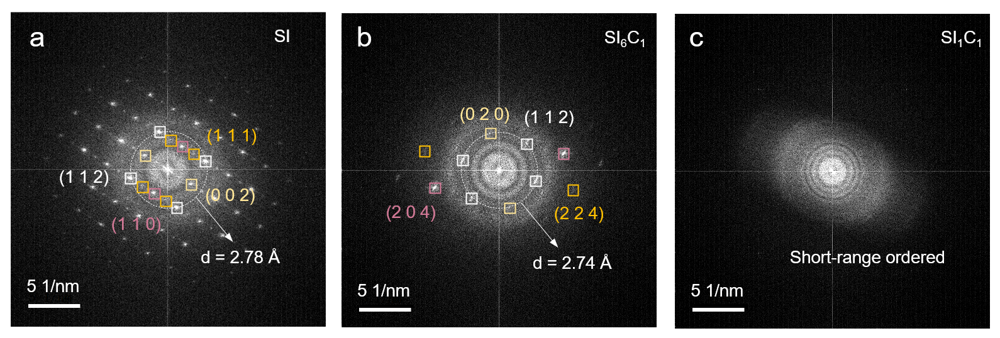 a
SI
(1 1 1)
(1 1 2)
(0 0 2)
(1 1 0)
d = 2.78 Å
5 1/nm
b
SI₆C₁
(0 2 0)
(1 1 2)
(2 0 4)
(2 2 4)
d = 2.74 Å
5 1/nm
c
SI₁C₁
Short-range ordered
5 1/nm